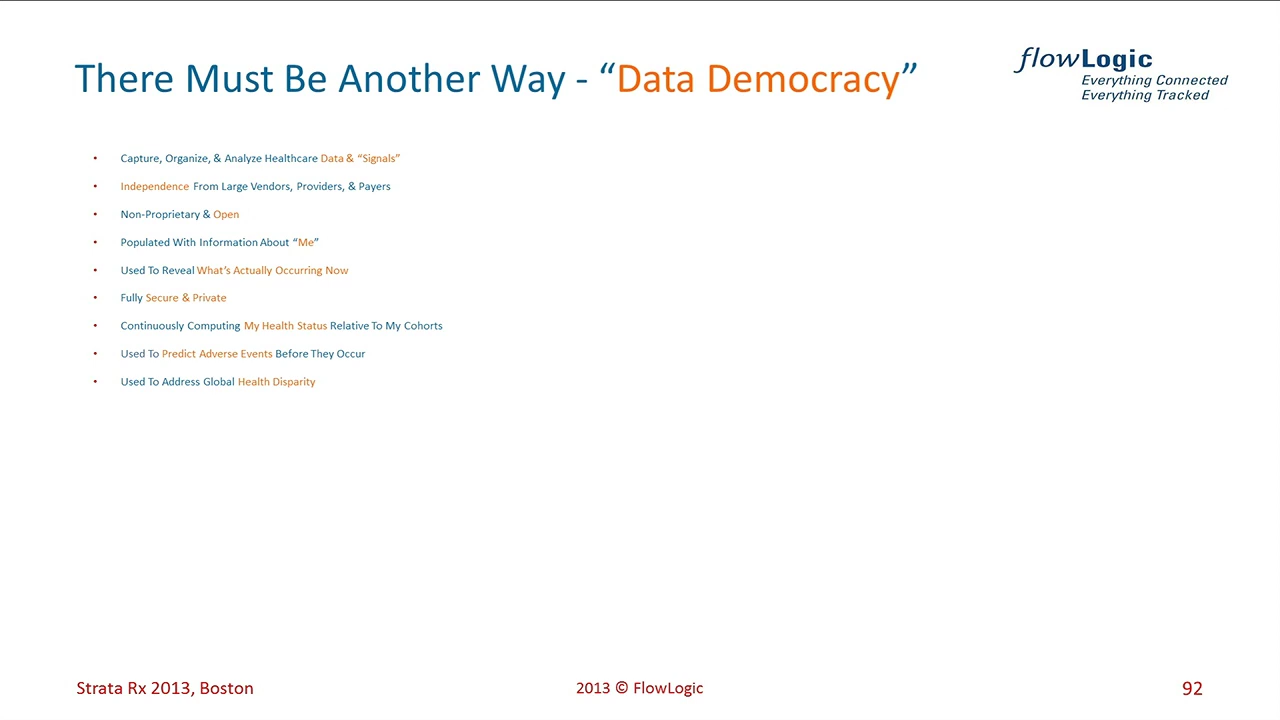 There Must Be Another Way - “Data Democracy”
flowLogic
Everything Connected
Everything Tracked
• Capture, Organize, & Analyze Healthcare Data & “Signals”
• Independence From Large Vendors, Providers, & Payers
• Non-Proprietary & Open
• Populated With Information About “Me”
• Used To Reveal What’s Actually Occurring Now
• Fully Secure & Private
• Continuously Computing My Health Status Relative To My Cohorts
• Used To Predict Adverse Events Before They Occur
• Used To Address Global Health Disparity
Strata Rx 2013, Boston
2013 © FlowLogic
92